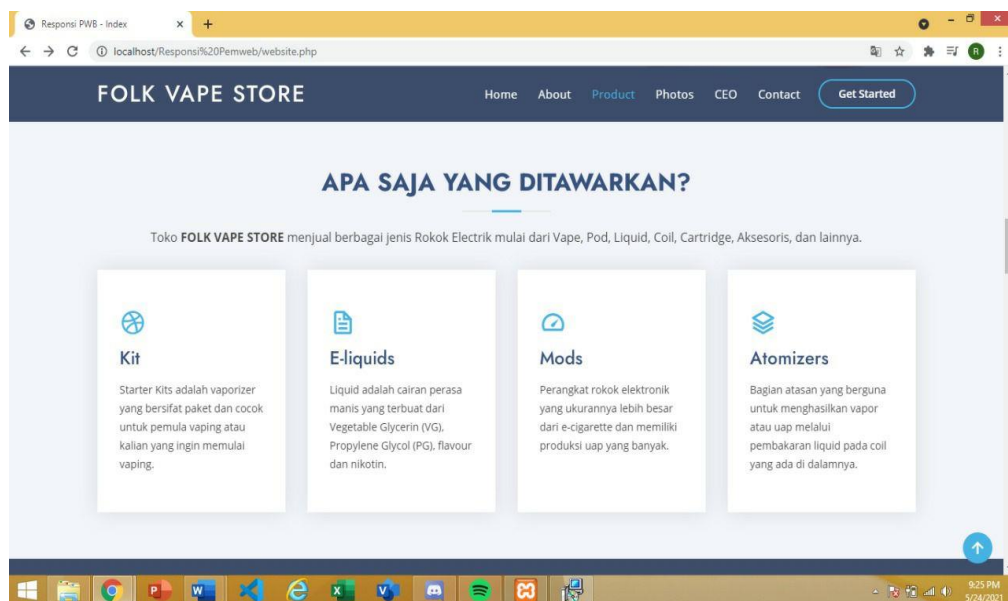 Responsi PWB - Index
localhost/Responsi%20Pemweb/website.php
R
FOLK VAPE STORE
Home About Product Photos CEO Contact Get Started
APA SAJA YANG DITAWARKAN?
Toko FOLK VAPE STORE menjual berbagai jenis Rokok Electrik mulai dari Vape, Pod, Liquid, Coil, Cartridge, Aksesoris, dan lainnya.
Kit
Starter Kits adalah vaporizer
yang bersifat paket dan cocok
untuk pemula vaping atau
kalian yang ingin memulai
vaping.
E-liquids
Liquid adalah cairan perasa
manis yang terbuat dari
Vegetable Glycerin (VG),
Propylene Glycol (PG), flavour
dan nikotin.
Mods
Perangkat rokok elektronik
yang ukurannya lebih besar
dari e-cigarette dan memiliki
produksi uap yang banyak.
Atomizers
Bagian atasan yang berguna
untuk menghasilkan vapor
atau uap melalui
pembakaran liquid pada coil
yang ada di dalamnya.
9:25 PM
5/24/2021